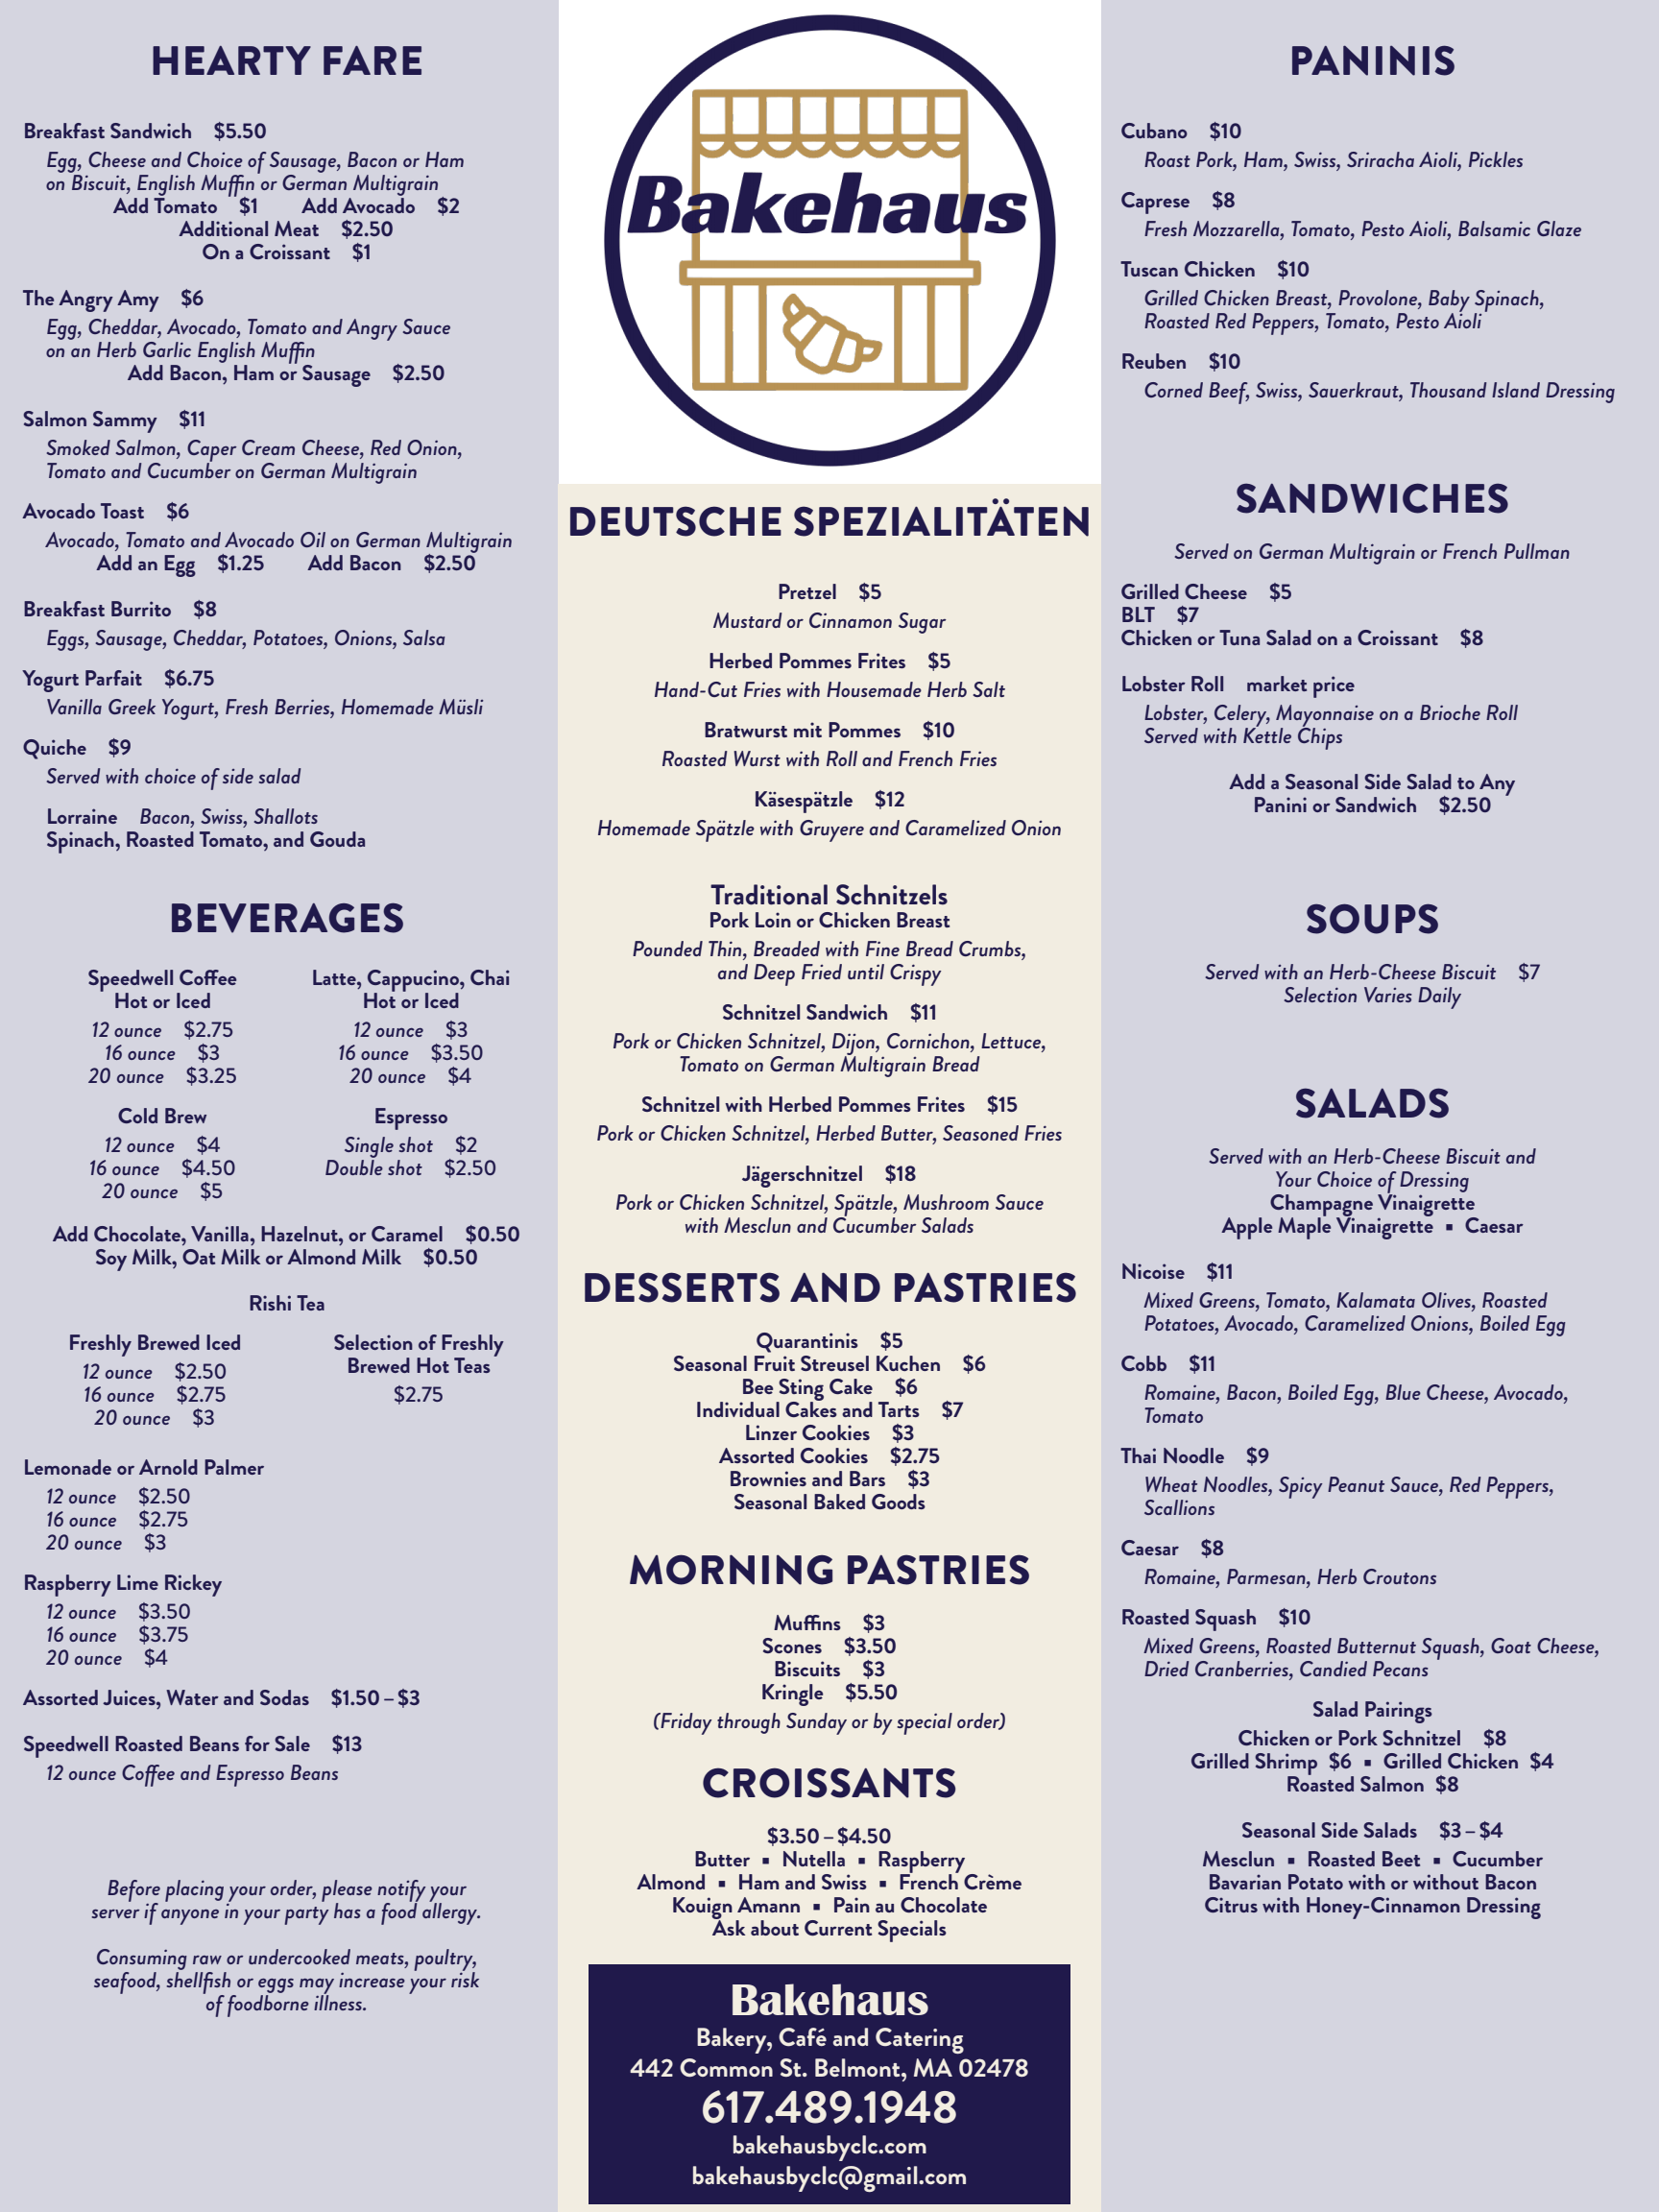 HEARTY FARE
Breakfast Sandwich $5.50
Egg, Cheese and Choice of Sausage, Bacon or Ham
on Biscuit, English Muffin or German Multigrain
Add Tomato $1 Add Avocado $2
Additional Meat $2.50
On a Croissant $1
The Angry Amy $6
Egg, Cheddar, Avocado, Tomato and Angry Sauce
on an Herb Garlic English Muffin
Add Bacon, Ham or Sausage $2.50
Salmon Sammy $11
Smoked Salmon, Caper Cream Cheese, Red Onion,
Tomato and Cucumber on German Multigrain
Avocado Toast $6
Avocado, Tomato and Avocado Oil on German Multigrain
Add an Egg $1.25 Add Bacon $2.50
Breakfast Burrito $8
Eggs, Sausage, Cheddar, Potatoes, Onions, Salsa
Yogurt Parfait $6.75
Vanilla Greek Yogurt, Fresh Berries, Homemade Müsli
Quiche $9
Served with choice of side salad
Lorraine Bacon, Swiss, Shallots
Spinach, Roasted Tomato, and Gouda
BEVERAGES
Speedwell Coffee
Hot or Iced
12 ounce $2.75
16 ounce $3
20 ounce $3.25
Latte, Cappucino, Chai
Hot or Iced
12 ounce $3
16 ounce $3.50
20 ounce $4
Cold Brew
12 ounce $4
16 ounce $4.50
20 ounce $5
Espresso
Single shot $2
Double shot $2.50
Add Chocolate, Vanilla, Hazelnut, or Caramel $0.50
Soy Milk, Oat Milk or Almond Milk $0.50
Rishi Tea
Freshly Brewed Iced
12 ounce $2.50
16 ounce $2.75
20 ounce $3
Selection of Freshly
Brewed Hot Teas
$2.75
Lemonade or Arnold Palmer
12 ounce $2.50
16 ounce $2.75
20 ounce $3
Raspberry Lime Rickey
12 ounce $3.50
16 ounce $3.75
20 ounce $4
Assorted Juices, Water and Sodas $1.50 – $3
Speedwell Roasted Beans for Sale $13
12 ounce Coffee and Espresso Beans
Before placing your order, please notify your
server if anyone in your party has a food allergy.
Consuming raw or undercooked meats, poultry,
seafood, shellfish or eggs may increase your risk
of foodborne illness.
Bakehaus
DEUTSCHE SPEZIALITÄTEN
Pretzel $5
Mustard or Cinnamon Sugar
Herbed Pommes Frites $5
Hand-Cut Fries with Housemade Herb Salt
Bratwurst mit Pommes $10
Roasted Wurst with Roll and French Fries
Käsespätzle $12
Homemade Spätzle with Gruyere and Caramelized Onion
Traditional Schnitzels
Pork Loin or Chicken Breast
Pounded Thin, Breaded with Fine Bread Crumbs,
and Deep Fried until Crispy
Schnitzel Sandwich $11
Pork or Chicken Schnitzel, Dijon, Cornichon, Lettuce,
Tomato on German Multigrain Bread
Schnitzel with Herbed Pommes Frites $15
Pork or Chicken Schnitzel, Herbed Butter, Seasoned Fries
Jägerschnitzel $18
Pork or Chicken Schnitzel, Spätzle, Mushroom Sauce
with Mesclun and Cucumber Salads
DESSERTS AND PASTRIES
Quarantinis $5
Seasonal Fruit Streusel Kuchen $6
Bee Sting Cake $6
Individual Cakes and Tarts $7
Linzer Cookies $3
Assorted Cookies $2.75
Brownies and Bars $3
Seasonal Baked Goods
MORNING PASTRIES
Muffins $3
Scones $3.50
Biscuits $3
Kringle $5.50
(Friday through Sunday or by special order)
CROISSANTS
$3.50 – $4.50
Butter ▪ Nutella ▪ Raspberry
Almond ▪ Ham and Swiss ▪ French Crème
Kouign Amann ▪ Pain au Chocolate
Ask about Current Specials
Bakehaus
Bakery, Café and Catering
442 Common St. Belmont, MA 02478
617.489.1948
bakehausbyclc.com
bakehausbyclc@gmail.com
PANINIS
Cubano $10
Roast Pork, Ham, Swiss, Sriracha Aioli, Pickles
Caprese $8
Fresh Mozzarella, Tomato, Pesto Aioli, Balsamic Glaze
Tuscan Chicken $10
Grilled Chicken Breast, Provolone, Baby Spinach,
Roasted Red Peppers, Tomato, Pesto Aioli
Reuben $10
Corned Beef, Swiss, Sauerkraut, Thousand Island Dressing
SANDWICHES
Served on German Multigrain or French Pullman
Grilled Cheese $5
BLT $7
Chicken or Tuna Salad on a Croissant $8
Lobster Roll market price
Lobster, Celery, Mayonnaise on a Brioche Roll
Served with Kettle Chips
Add a Seasonal Side Salad to Any
Panini or Sandwich $2.50
SOUPS
Served with an Herb-Cheese Biscuit $7
Selection Varies Daily
SALADS
Served with an Herb-Cheese Biscuit and
Your Choice of Dressing
Champagne Vinaigrette
Apple Maple Vinaigrette ▪ Caesar
Nicoise $11
Mixed Greens, Tomato, Kalamata Olives, Roasted
Potatoes, Avocado, Caramelized Onions, Boiled Egg
Cobb $11
Romaine, Bacon, Boiled Egg, Blue Cheese, Avocado,
Tomato
Thai Noodle $9
Wheat Noodles, Spicy Peanut Sauce, Red Peppers,
Scallions
Caesar $8
Romaine, Parmesan, Herb Croutons
Roasted Squash $10
Mixed Greens, Roasted Butternut Squash, Goat Cheese,
Dried Cranberries, Candied Pecans
Salad Pairings
Chicken or Pork Schnitzel $8
Grilled Shrimp $6 ▪ Grilled Chicken $4
Roasted Salmon $8
Seasonal Side Salads $3 – $4
Mesclun ▪ Roasted Beet ▪ Cucumber
Bavarian Potato with or without Bacon
Citrus with Honey-Cinnamon Dressing